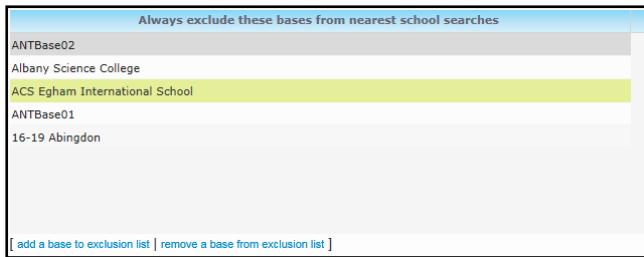 Always exclude these bases from nearest school searches
ANTBase02
Albany Science College
ACS Egham International School
ANTBase01
16-19 Abingdon
[ add a base to exclusion list | remove a base from exclusion list ]